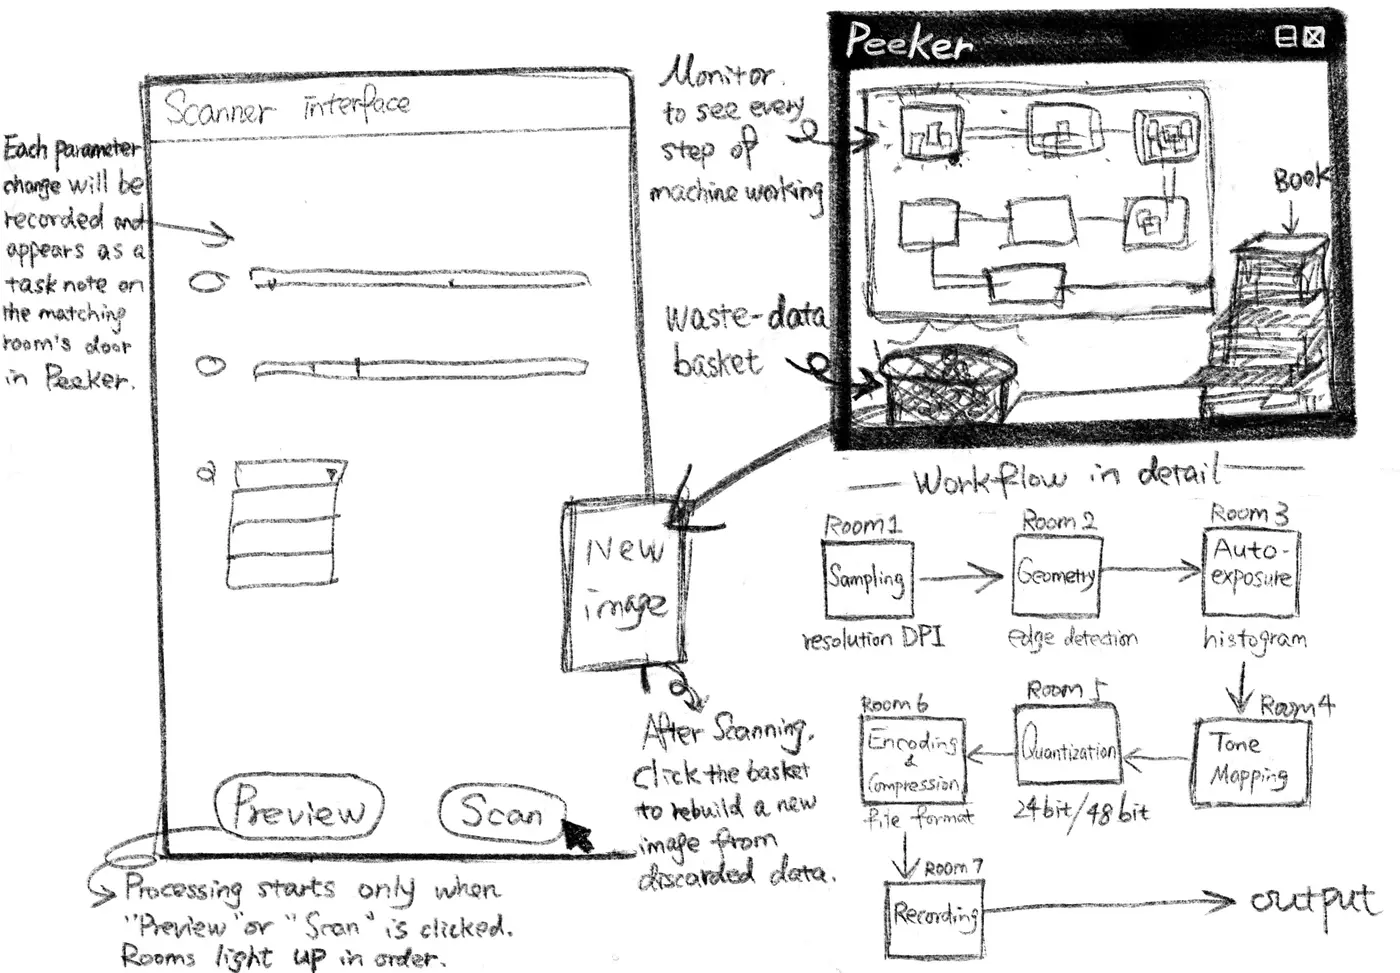 Scanner interface
Each parameter
change will be
recorded and
appears as a
task note on
the matching
room's door
in Peeker.
Preview
Scan
Processing starts only when
"Preview" or "Scan" is clicked.
Rooms light up in order.
New
image
After Scanning,
click the basket
to rebuild a new
image from
discarded data.
Monitor
to see every
step of
machine working
waste-data
basket
Peeker
Book
Workflow in detail
Room 1
Sampling
resolution DPI
Room 2
Geometry
edge detection
Room 3
Auto-
exposure
histogram
Room 4
Tone
Mapping
Room 5
Quantization
24bit/48bit
Room 6
Encoding
&
Compression
file format
Room 7
Recording
output